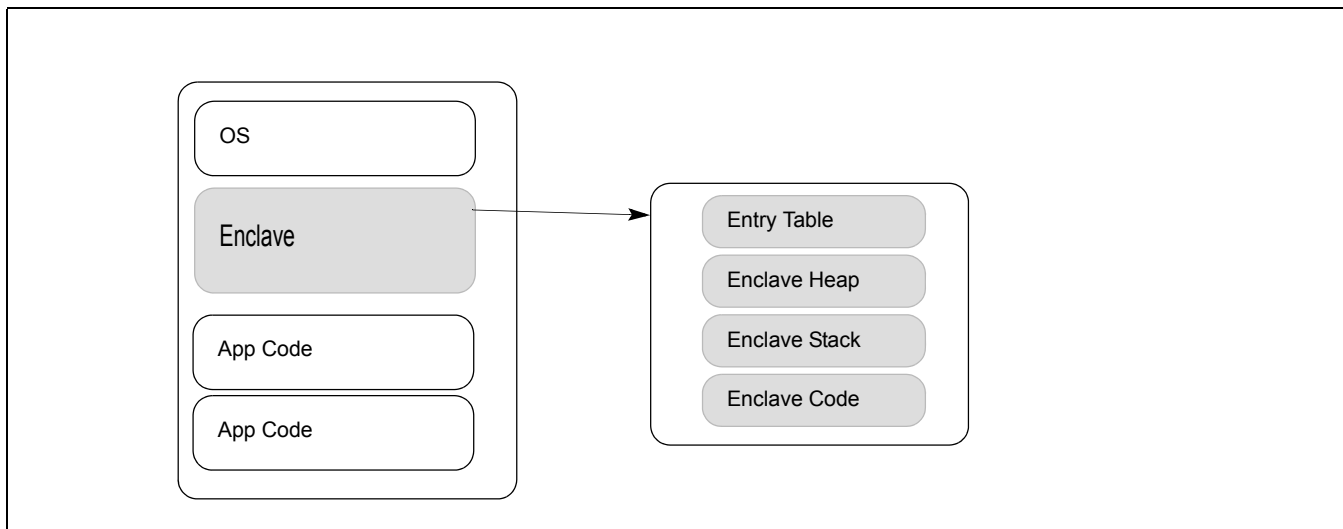 OS
Enclave
App Code
App Code
Entry Table
Enclave Heap
Enclave Stack
Enclave Code